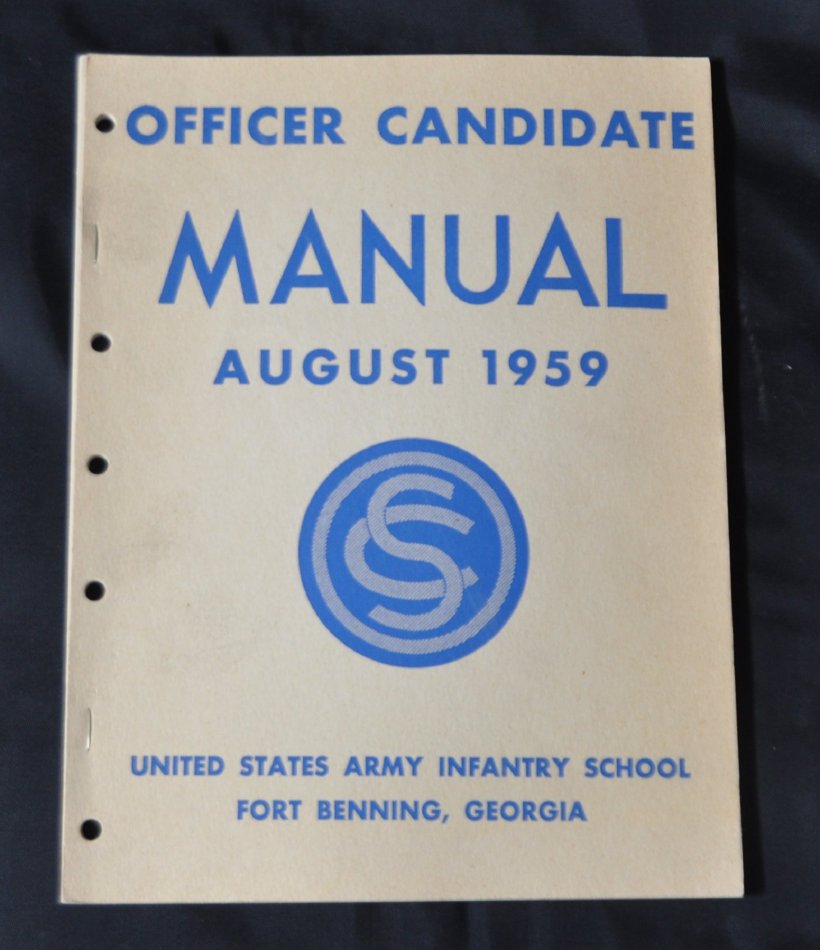 OFFICER CANDIDATE
MANUAL
AUGUST 1959
OCS
UNITED STATES ARMY INFANTRY SCHOOL
FORT BENNING, GEORGIA